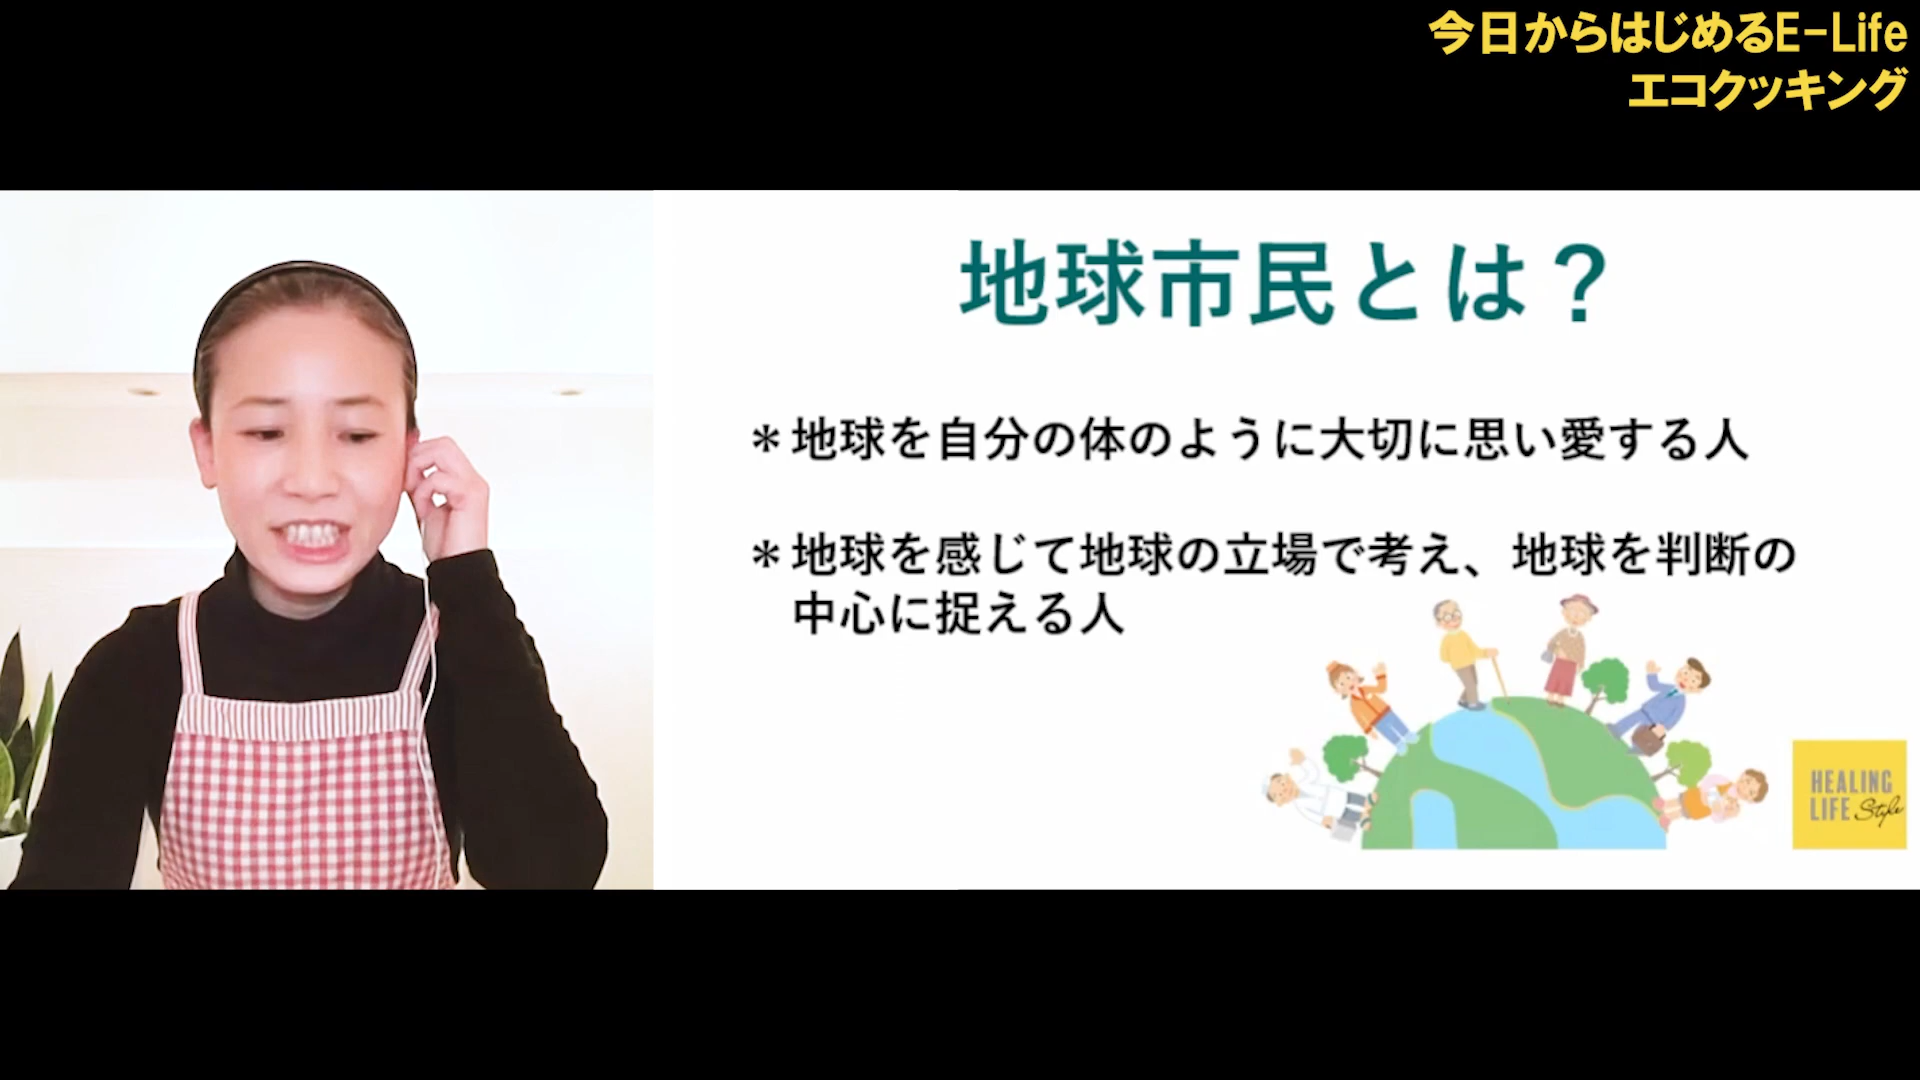 今日からはじめるE-Life
エコクッキング
地球市民とは？
＊地球を自分の体のように大切に思い愛する人
＊地球を感じて地球の立場で考え、地球を判断の
中心に捉える人
HEALING
LIFE Style